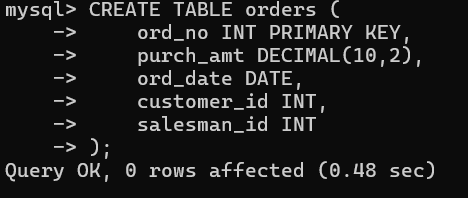 mysql> CREATE TABLE orders (
    ->     ord_no INT PRIMARY KEY,
    ->     purch_amt DECIMAL(10,2),
    ->     ord_date DATE,
    ->     customer_id INT,
    ->     salesman_id INT
    -> );
Query OK, 0 rows affected (0.48 sec)